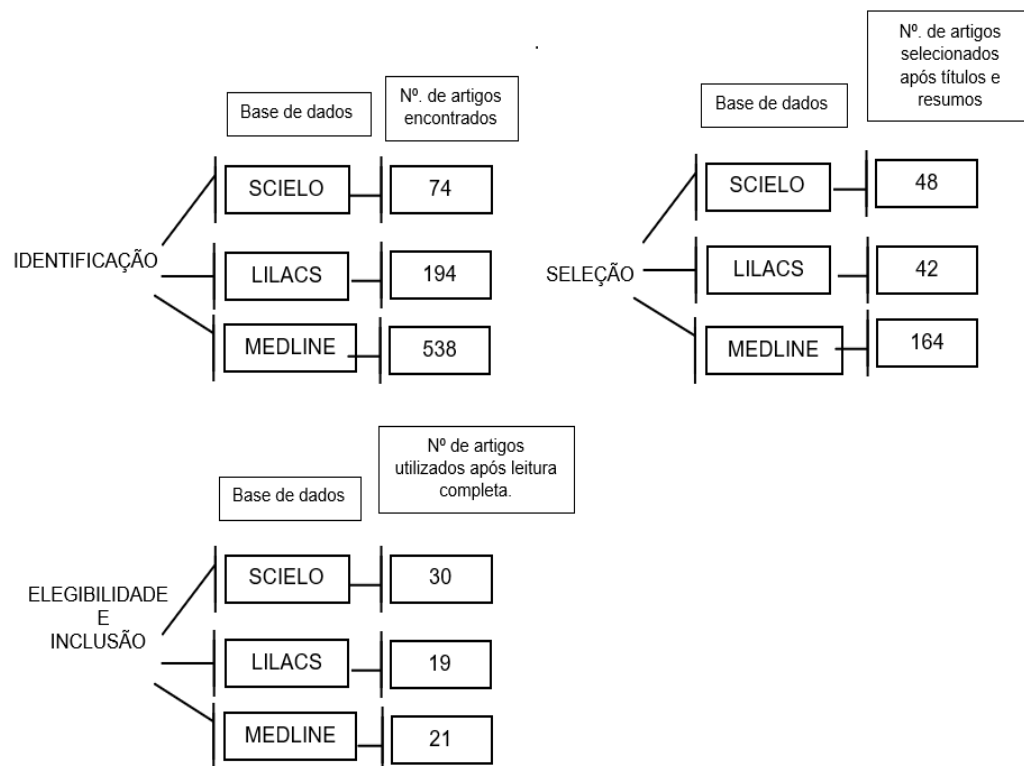 Base de dados
Nº. de artigos
encontrados
IDENTIFICAÇÃO
SCIELO
74
LILACS
194
MEDLINE
538
Base de dados
Nº. de artigos
selecionados
após títulos e
resumos
SELEÇÃO
SCIELO
48
LILACS
42
MEDLINE
164
Base de dados
Nº de artigos
utilizados após leitura
completa.
ELEGIBILIDADE
E
INCLUSÃO
SCIELO
30
LILACS
19
MEDLINE
21